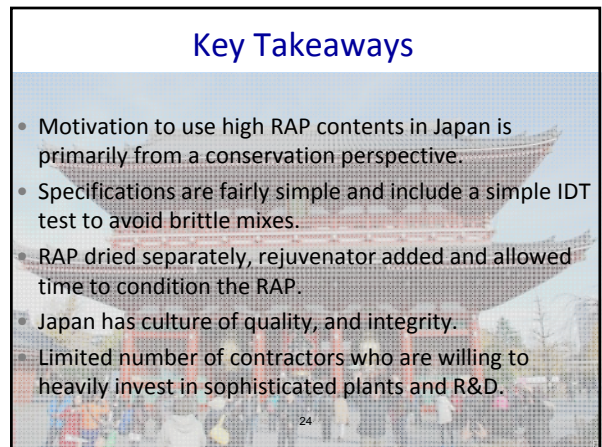 Key Takeaways
• Motivation to use high RAP contents in Japan is
primarily from a conservation perspective.
• Specifications are fairly simple and include a simple IDT
test to avoid brittle mixes.
• RAP dried separately, rejuvenator added and allowed
time to condition the RAP.
• Japan has culture of quality, and integrity.
• Limited number of contractors who are willing to
heavily invest in sophisticated plants and R&D.
24